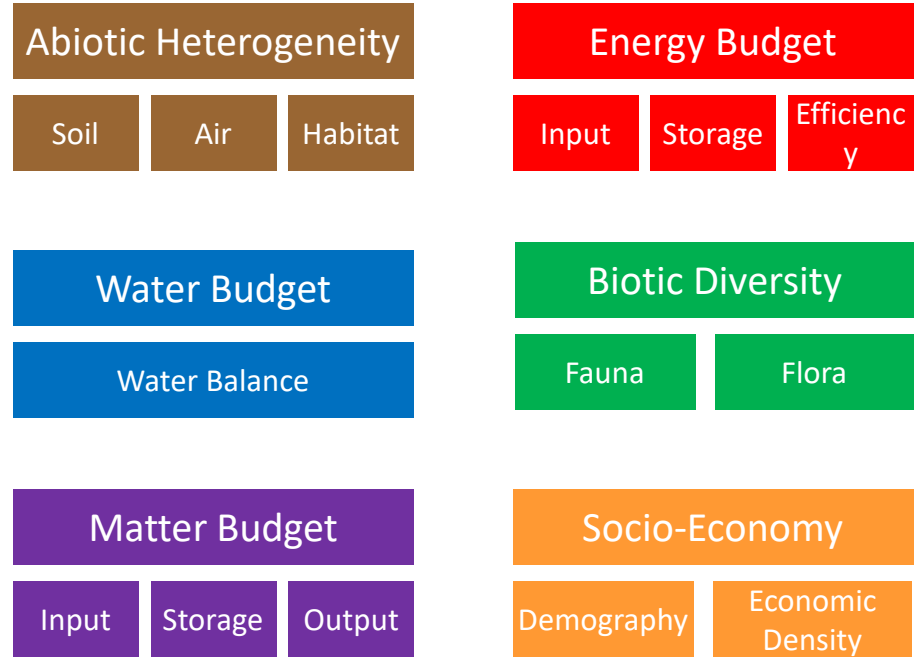 Abiotic Heterogeneity
Soil
Air
Habitat
Energy Budget
Input
Storage
Efficienc
y
Water Budget
Water Balance
Biotic Diversity
Fauna
Flora
Matter Budget
Input
Storage
Output
Socio-Economy
Demography
Economic
Density